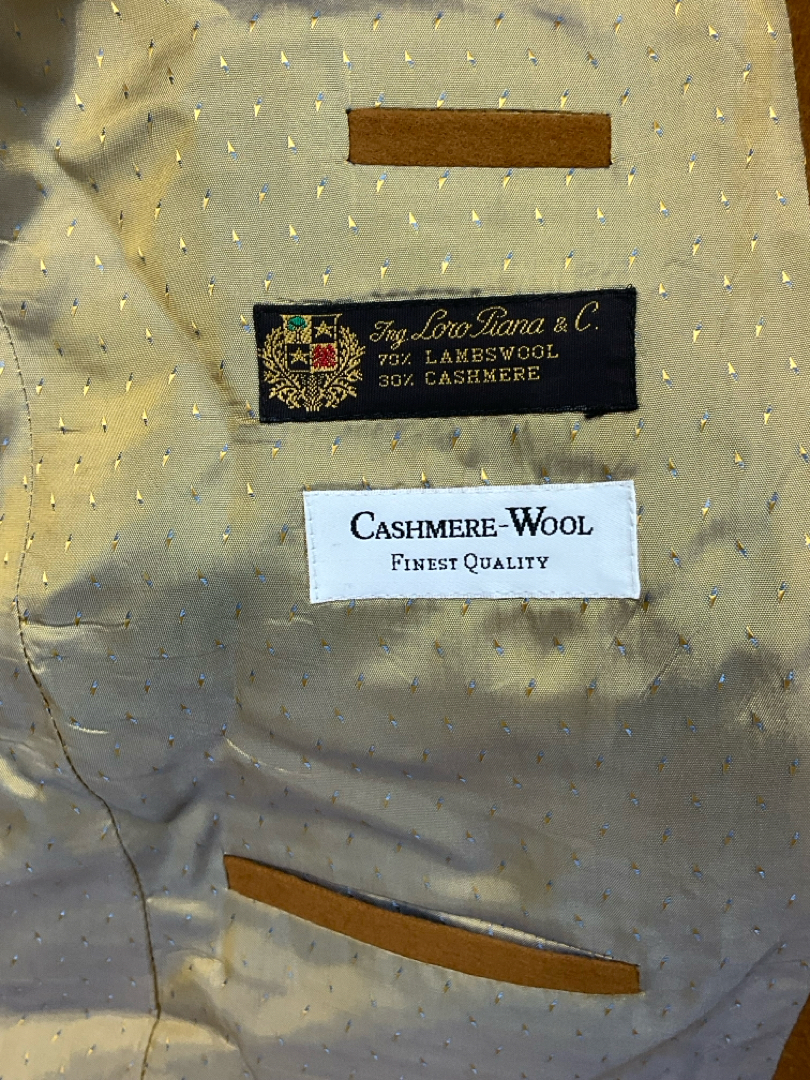 Ing. Loro Piana & C.
70% LAMBSWOOL
30% CASHMERE
CASHMERE-WOOL
FINEST QUALITY